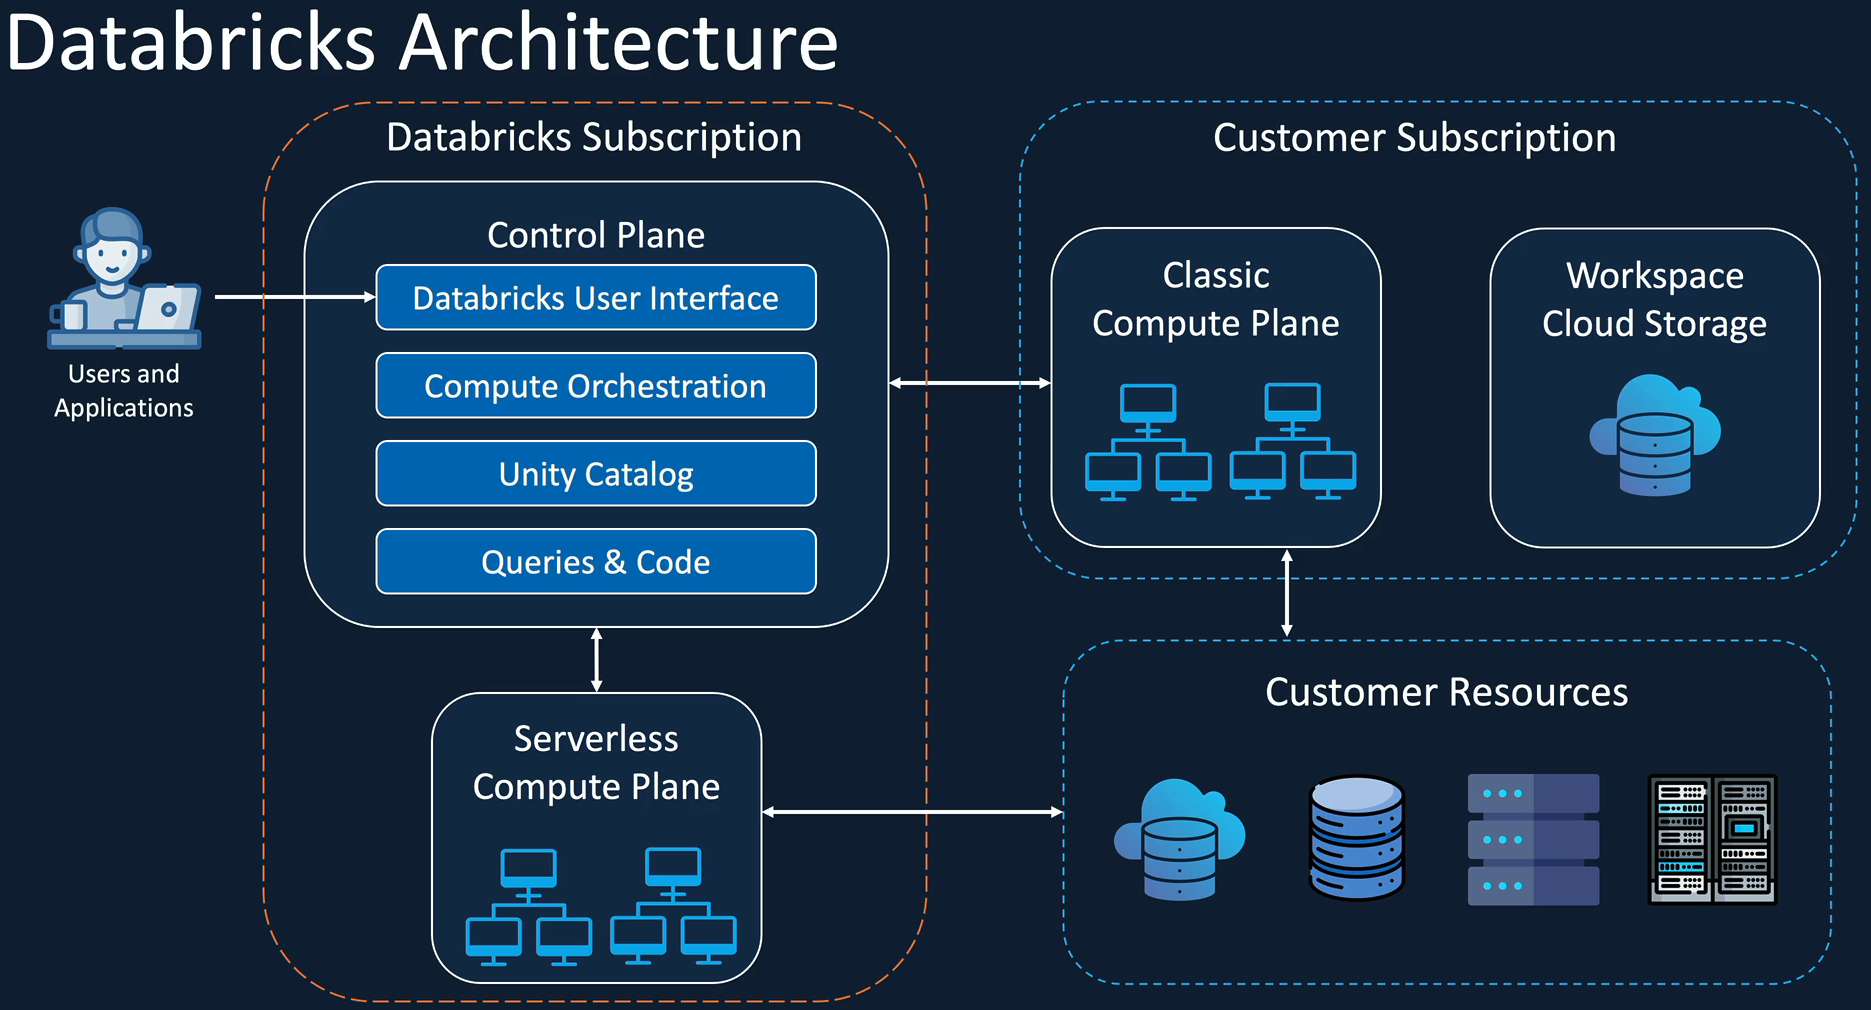 Databricks Architecture
Databricks Subscription
Control Plane
Databricks User Interface
Compute Orchestration
Unity Catalog
Queries & Code
Users and
Applications
Serverless
Compute Plane
Customer Subscription
Classic
Compute Plane
Workspace
Cloud Storage
Customer Resources